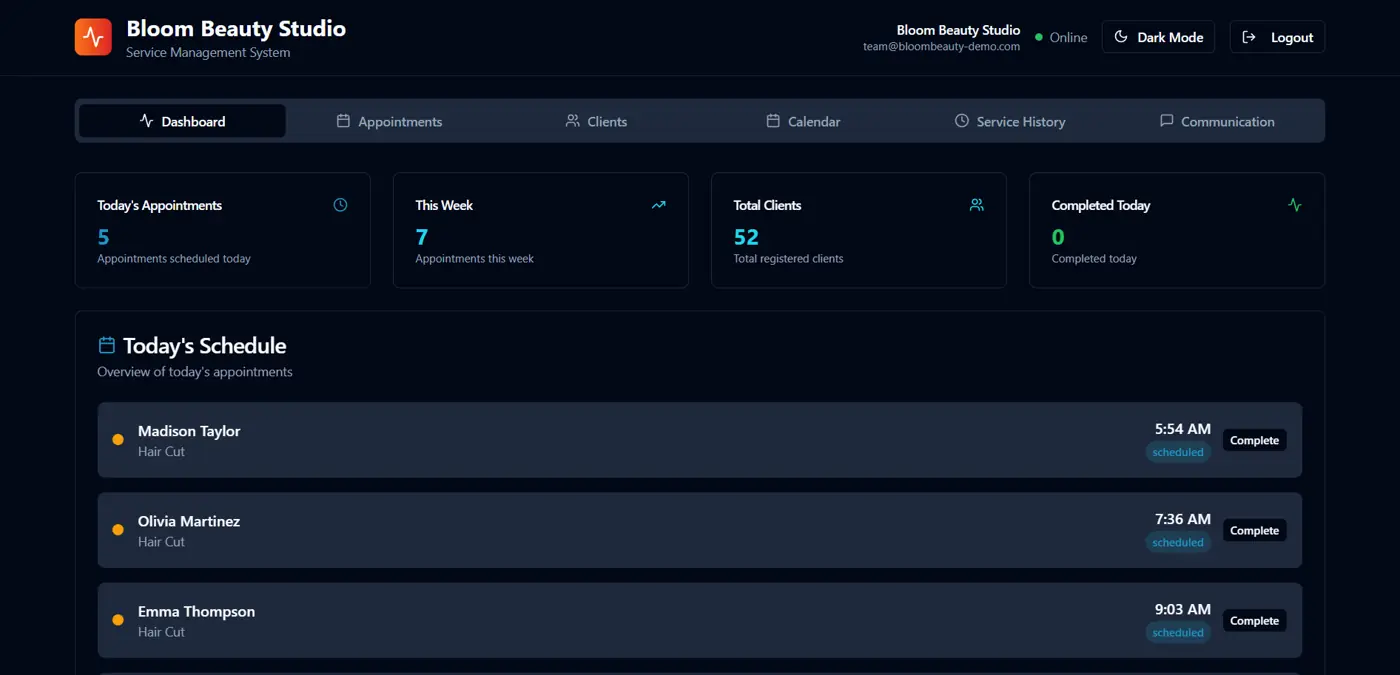 Bloom Beauty Studio
Service Management System
Bloom Beauty Studio
team@bloombeauty-demo.com
Online
Dark Mode
Logout
Dashboard
Appointments
Clients
Calendar
Service History
Communication
Today's Appointments
5
Appointments scheduled today
This Week
7
Appointments this week
Total Clients
52
Total registered clients
Completed Today
0
Completed today
Today's Schedule
Overview of today's appointments
Madison Taylor
Hair Cut
5:54 AM
scheduled
Complete
Olivia Martinez
Hair Cut
7:36 AM
scheduled
Complete
Emma Thompson
Hair Cut
9:03 AM
scheduled
Complete